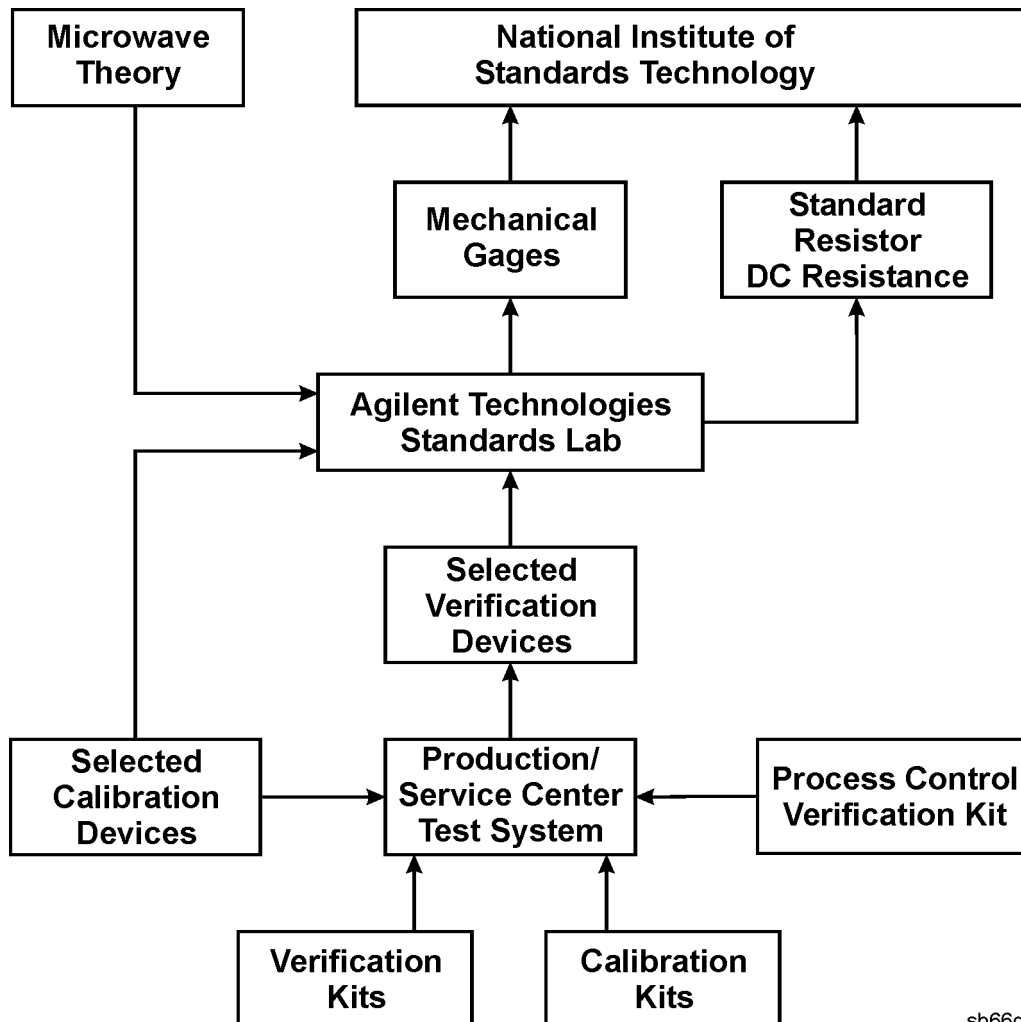 Microwave
Theory
National Institute of
Standards Technology
Mechanical
Gages
Standard
Resistor
DC Resistance
Agilent Technologies
Standards Lab
Selected
Verification
Devices
Selected
Calibration
Devices
Production/
Service Center
Test System
Process Control
Verification Kit
Verification
Kits
Calibration
Kits